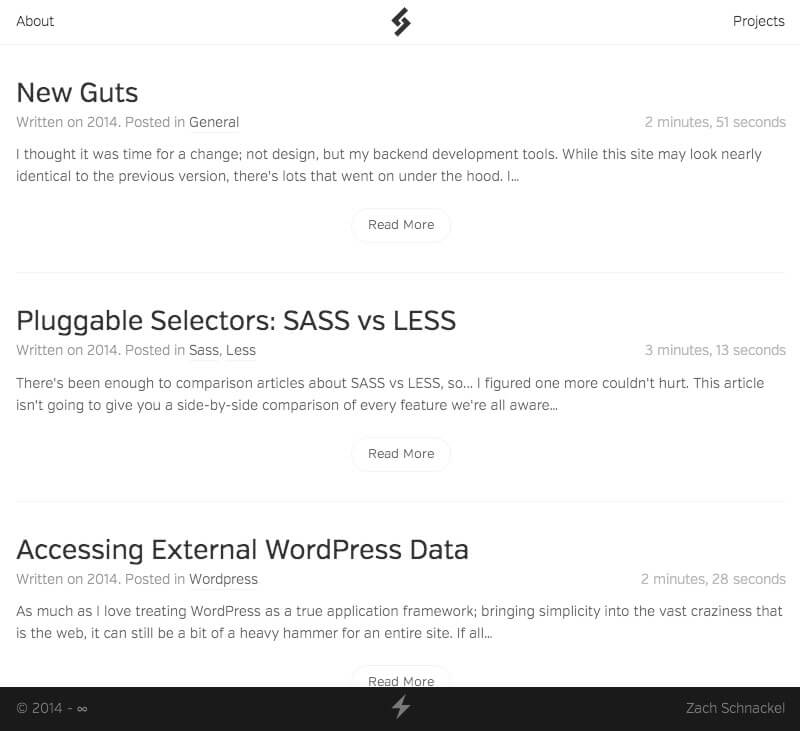 About
Projects
New Guts
Written on 2014. Posted in General
2 minutes, 51 seconds
I thought it was time for a change; not design, but my backend development tools. While this site may look nearly
identical to the previous version, there's lots that went on under the hood. I...
Read More
Pluggable Selectors: SASS vs LESS
Written on 2014. Posted in Sass, Less
3 minutes, 13 seconds
There's been enough to comparison articles about SASS vs LESS, so... I figured one more couldn't hurt. This article
isn't going to give you a side-by-side comparison of every feature we're all aware...
Read More
Accessing External WordPress Data
Written on 2014. Posted in Wordpress
2 minutes, 28 seconds
As much as I love treating WordPress as a true application framework; bringing simplicity into the vast craziness that
is the web, it can still be a bit of a heavy hammer for an entire site. If all...
Read More
© 2014 - ∞
Zach Schnackel